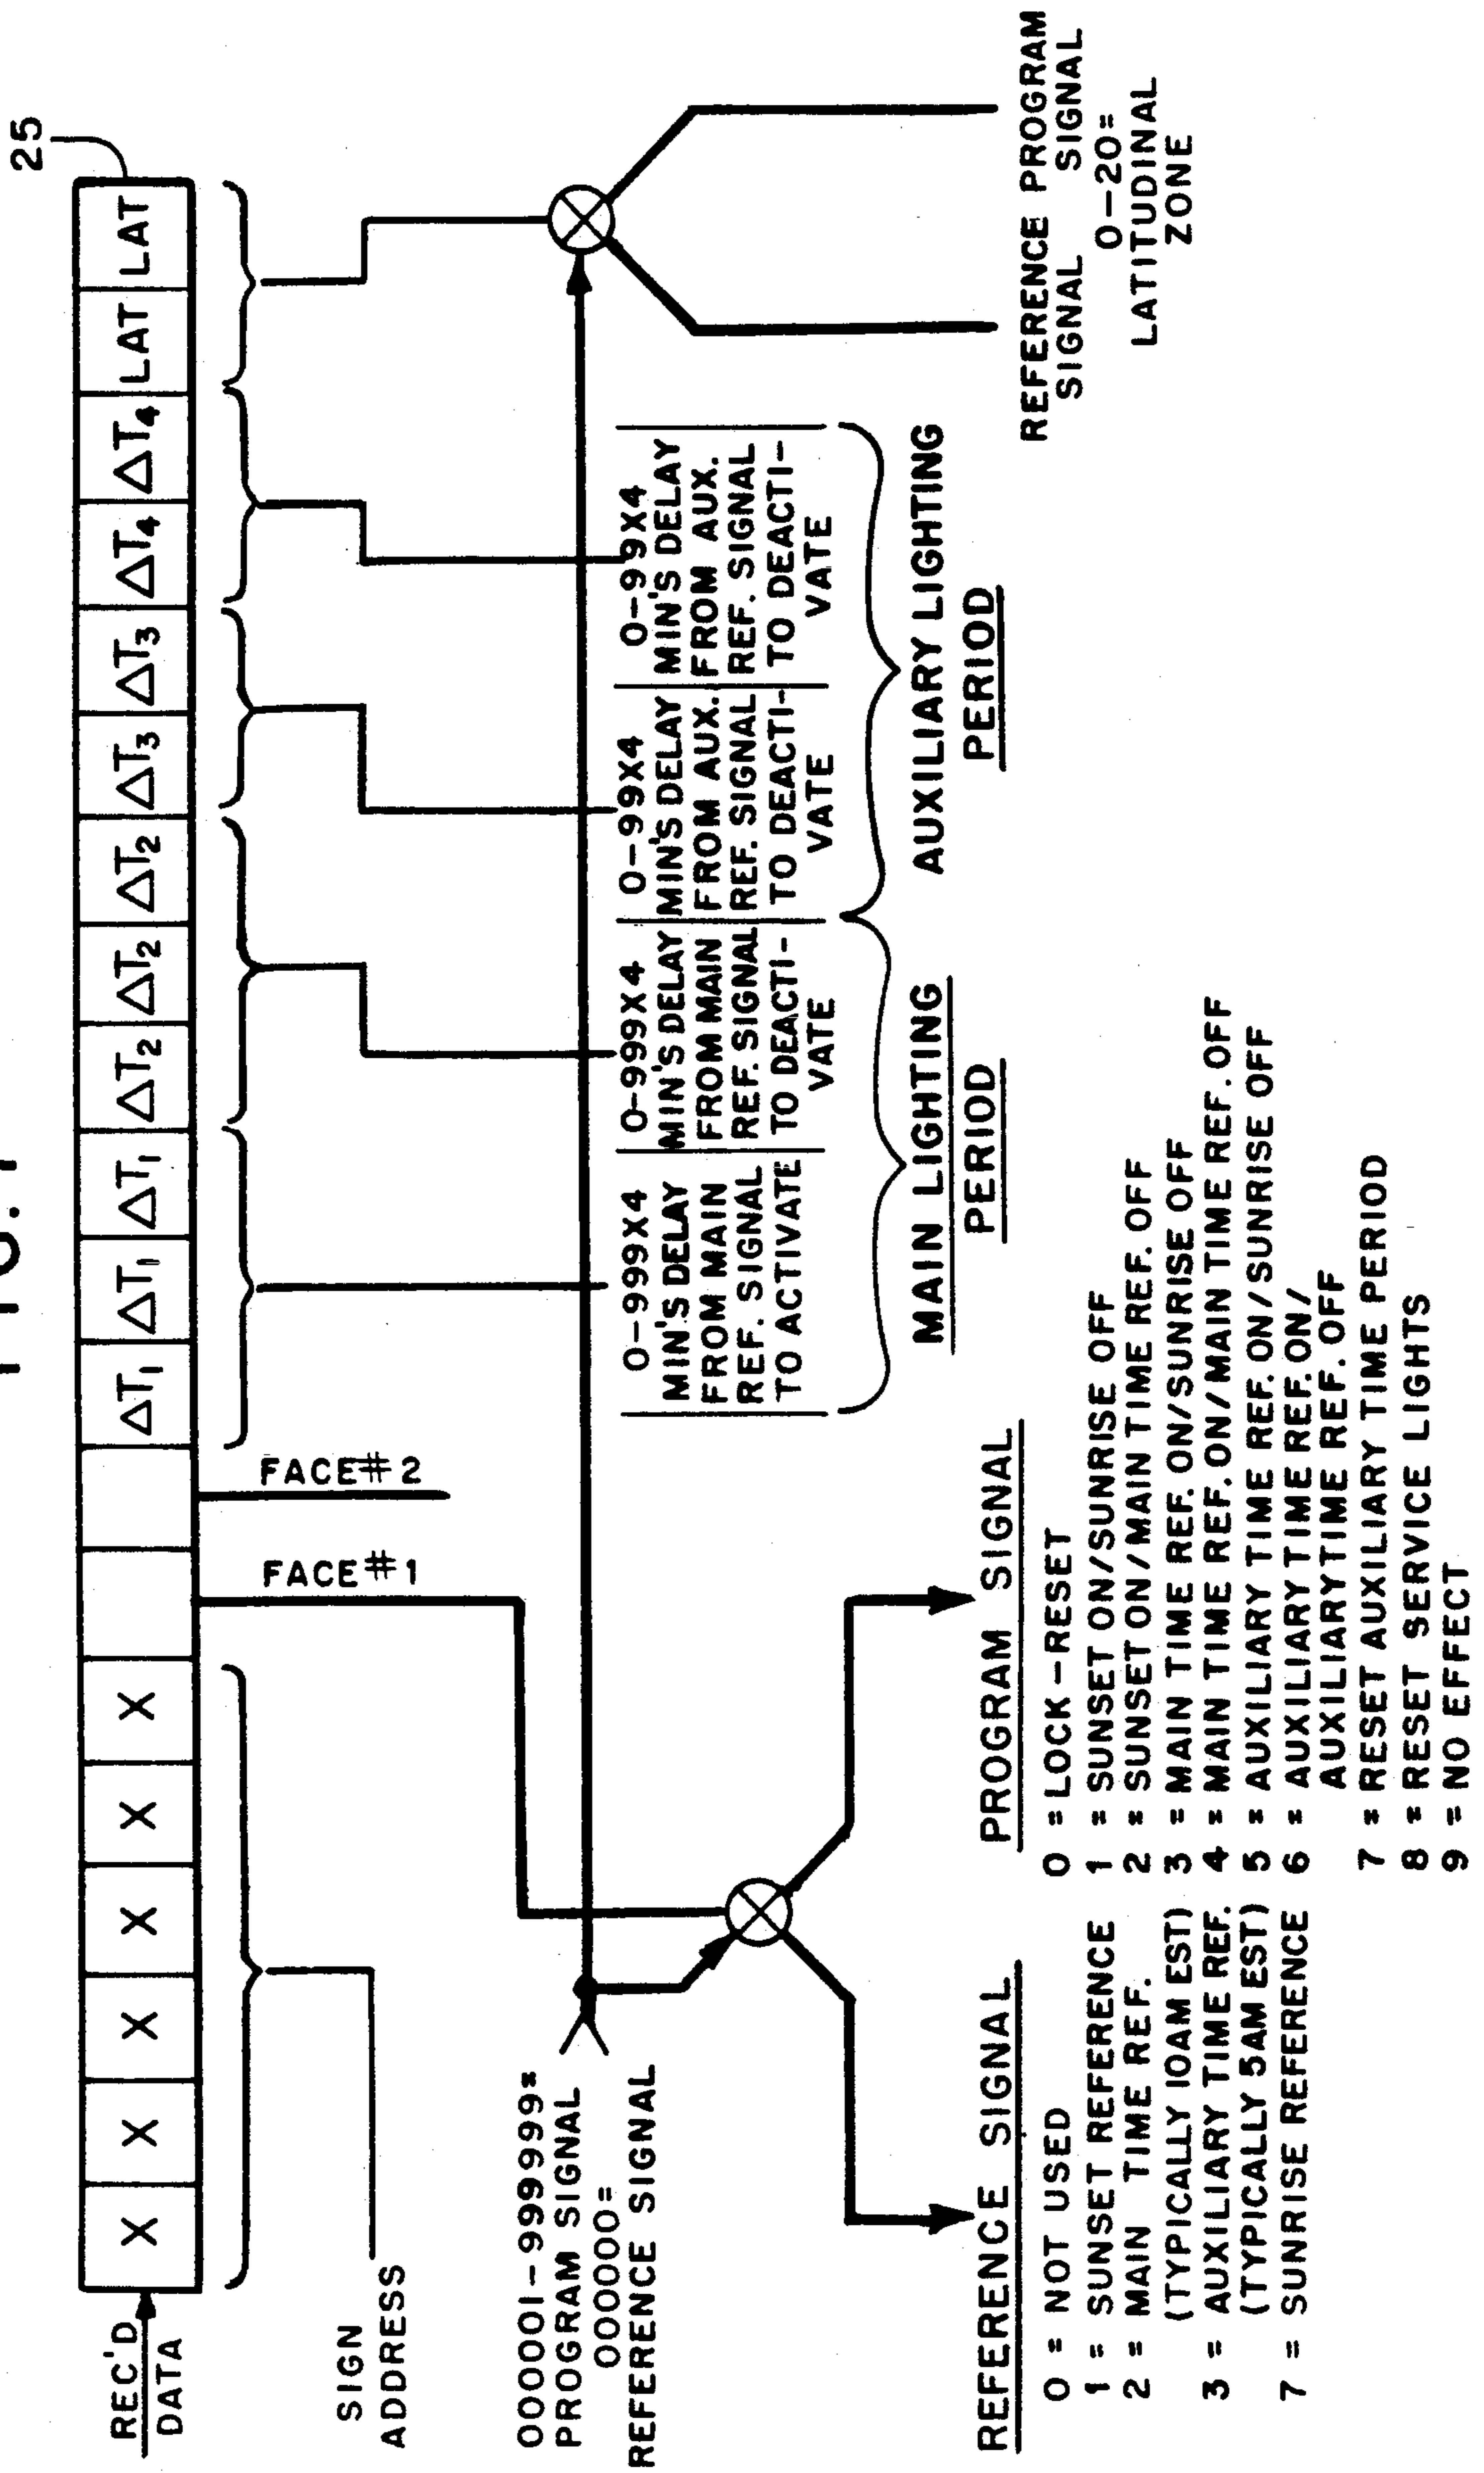 25
REC'D
DATA
X X X X X X ΔT1 ΔT1 ΔT1 ΔT2 ΔT2 ΔT2 ΔT3 ΔT3 ΔT4 ΔT4 LAT LAT
SIGN
ADDRESS
FACE#1
FACE#2
000001-999999=
PROGRAM SIGNAL
000000=
REFERENCE SIGNAL
0-999X4
MIN'S DELAY
FROM MAIN
REF. SIGNAL
TO ACTIVATE
0-999X4
MIN'S DELAY
FROM MAIN
REF. SIGNAL
TO DEACTI-
VATE
0-99X4
MIN'S DELAY
FROM AUX.
REF. SIGNAL
TO DEACTI-
VATE
0-99X4
MIN'S DELAY
FROM AUX.
REF. SIGNAL
TO DEACTI-
VATE
MAIN LIGHTING
PERIOD
AUXILIARY LIGHTING
PERIOD
REFERENCE
SIGNAL
PROGRAM
SIGNAL
0-20=
LATITUDINAL
ZONE
REFERENCE SIGNAL
0 = NOT USED
1 = SUNSET REFERENCE
2 = MAIN TIME REF.
(TYPICALLY 10AM EST)
3 = AUXILIARY TIME REF.
(TYPICALLY 5AM EST)
7 = SUNRISE REFERENCE
PROGRAM SIGNAL
0 = LOCK-RESET
1 = SUNSET ON/SUNRISE OFF
2 = SUNSET ON/MAIN TIME REF. OFF
3 = MAIN TIME REF. ON/SUNRISE OFF
4 = MAIN TIME REF. ON/MAIN TIME REF. OFF
5 = AUXILIARY TIME REF. ON/SUNRISE OFF
6 = AUXILIARY TIME REF. ON/
AUXILIARY TIME REF. OFF
7 = RESET AUXILIARY TIME PERIOD
8 = RESET SERVICE LIGHTS
9 = NO EFFECT